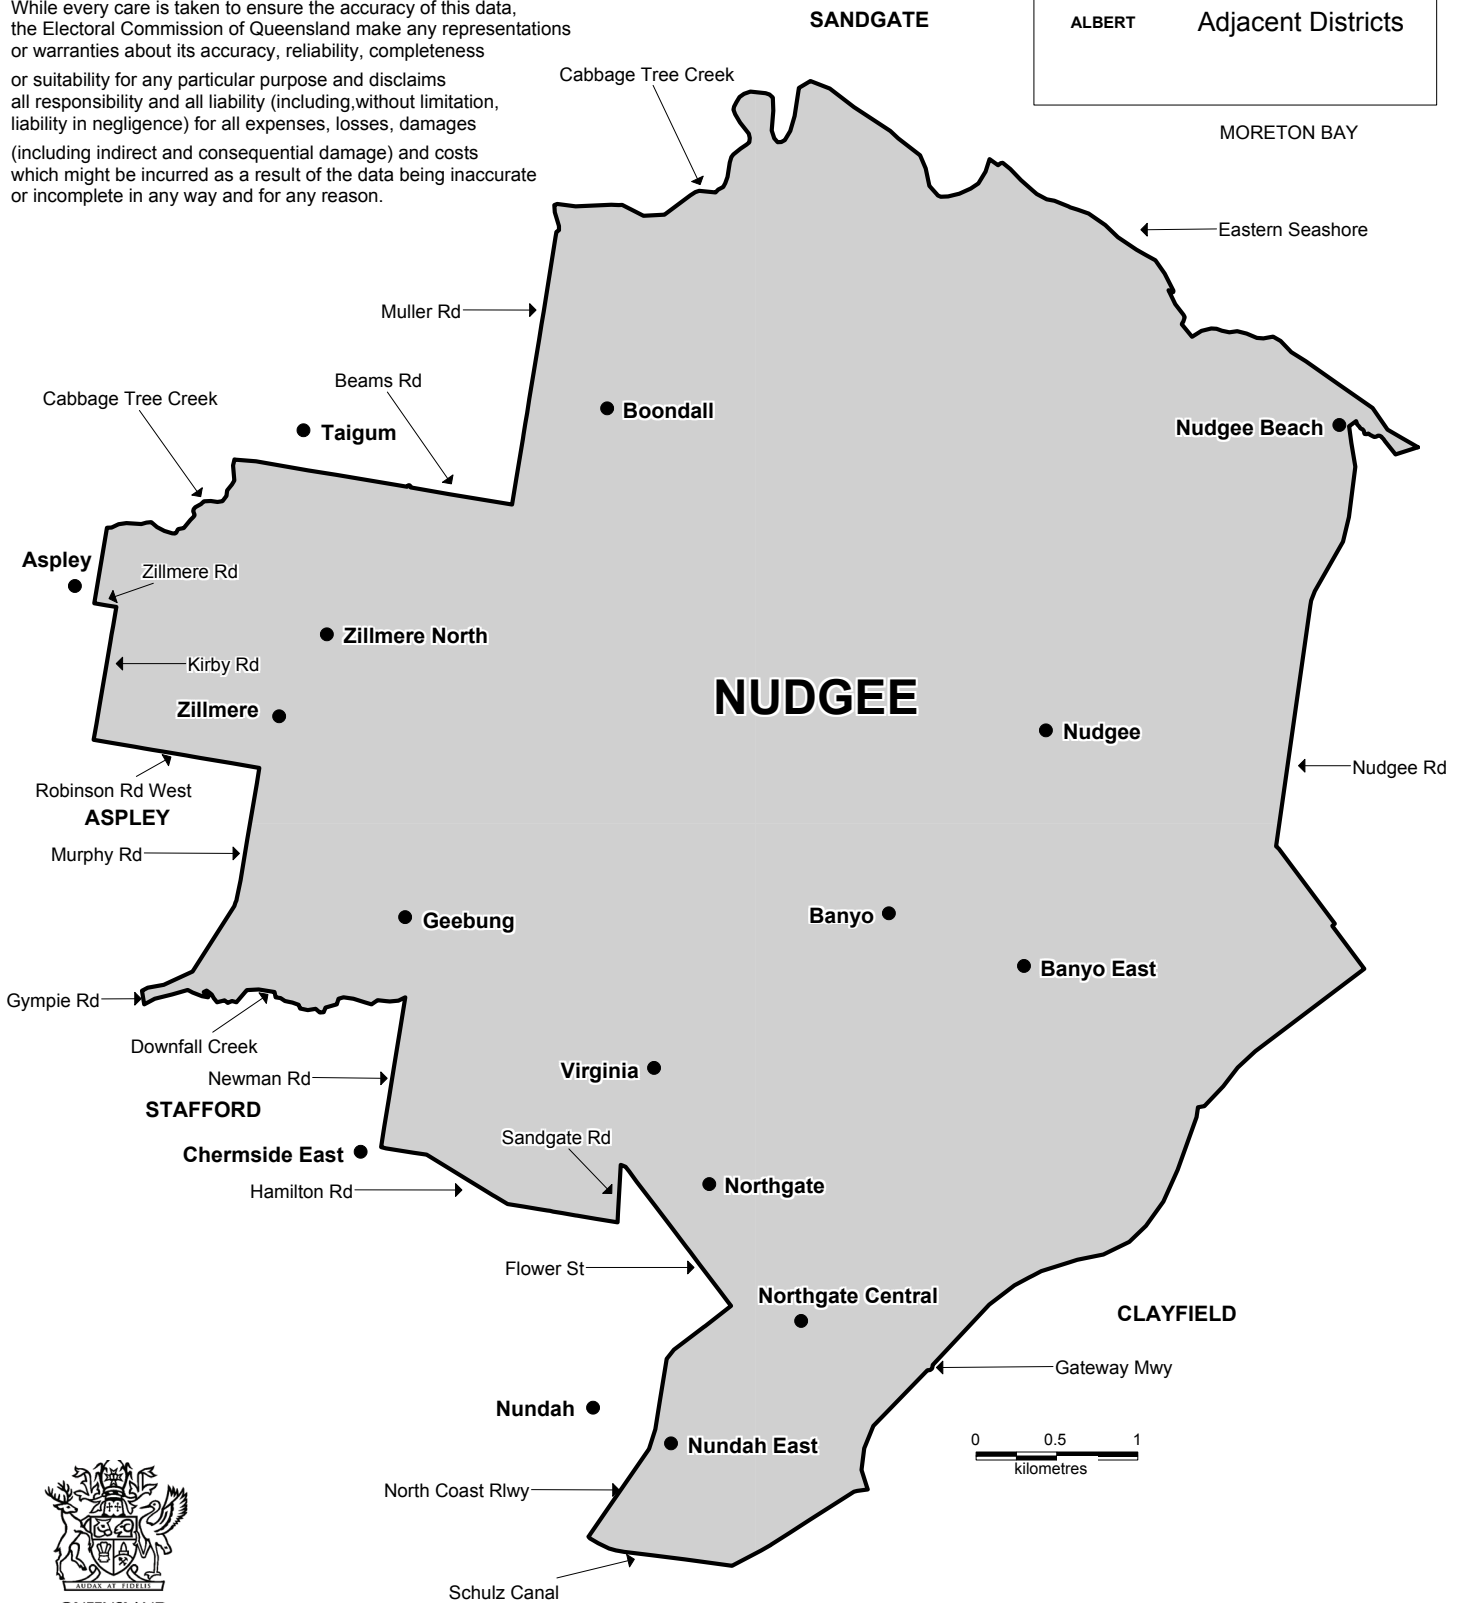 While every care is taken to ensure the accuracy of this data,
the Electoral Commission of Queensland make any representations
or warranties about its accuracy, reliability, completeness
or suitability for any particular purpose and disclaims
all responsibility and all liability (including,without limitation,
liability in negligence) for all expenses, losses, damages
(including indirect and consequential damage) and costs
which might be incurred as a result of the data being inaccurate
or incomplete in any way and for any reason.
SANDGATE
ALBERT Adjacent Districts
Cabbage Tree Creek
MORETON BAY
Eastern Seashore
Muller Rd
Beams Rd
Cabbage Tree Creek
Boondall
Taigum
Nudgee Beach
Aspley
Zillmere Rd
Zillmere North
Kirby Rd
NUDGEE
Zillmere
Nudgee
Nudgee Rd
Robinson Rd West
ASPLEY
Murphy Rd
Geebung
Banyo
Banyo East
Gympie Rd
Downfall Creek
Virginia
Newman Rd
STAFFORD
Sandgate Rd
Chermside East
Northgate
Hamilton Rd
Flower St
Northgate Central
CLAYFIELD
Gateway Mwy
Nundah
Nundah East
0 0.5 1
kilometres
North Coast Rlwy
AUDAX AT FIDELIS
Schulz Canal